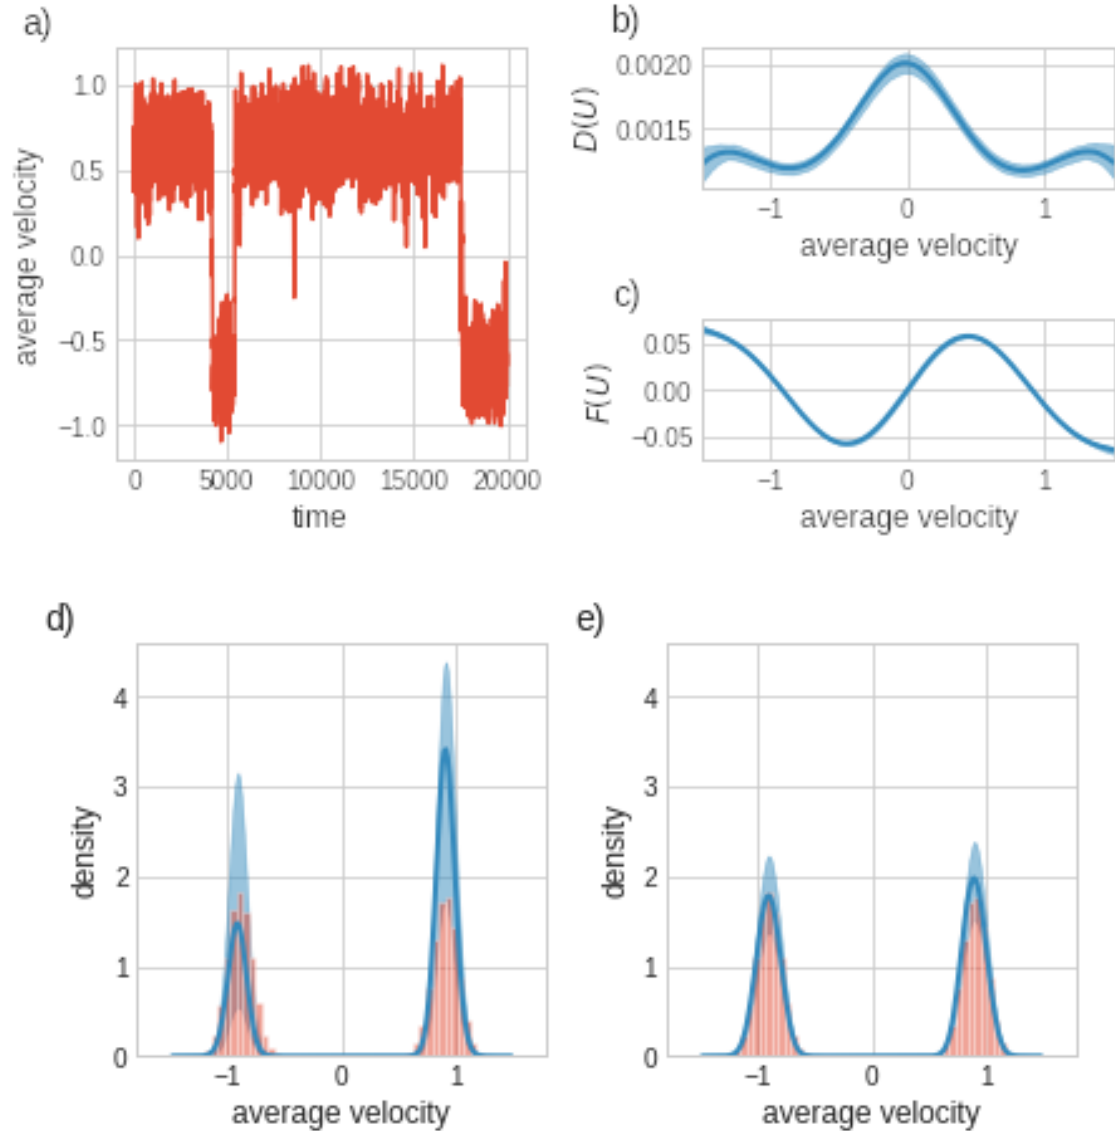 a)
1.0
0.5
0.0
−0.5
−1.0
average velocity
0 5000 10000 15000 20000
time
b)
0.0020
0.0015
D(U)
−1 0 1
average velocity
c)
0.05
0.00
−0.05
F(U)
−1 0 1
average velocity
d)
4
3
2
1
0
density
−1 0 1
average velocity
e)
4
3
2
1
0
density
−1 0 1
average velocity